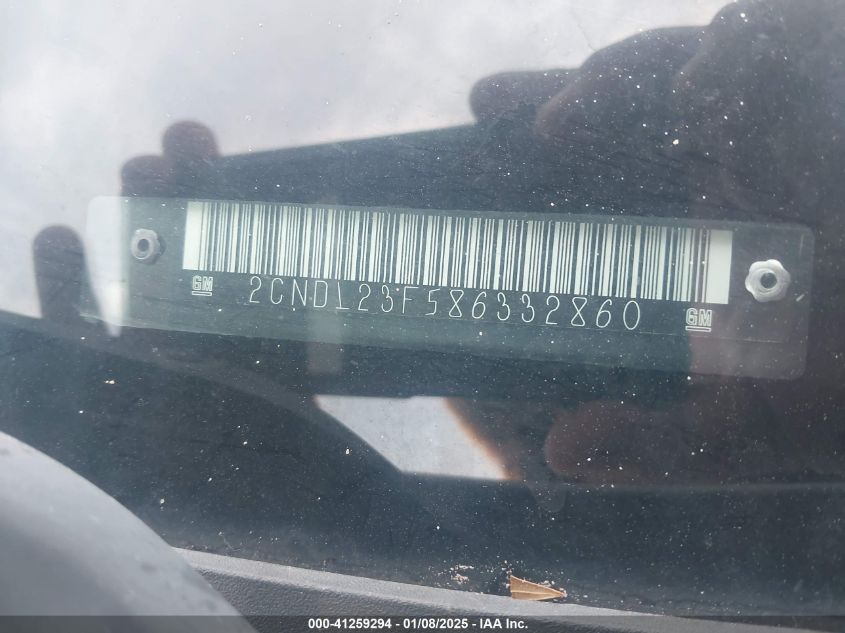 GM 2CNDL23F586332860 GM
000-41259294 - 01/08/2025 - IAA Inc.